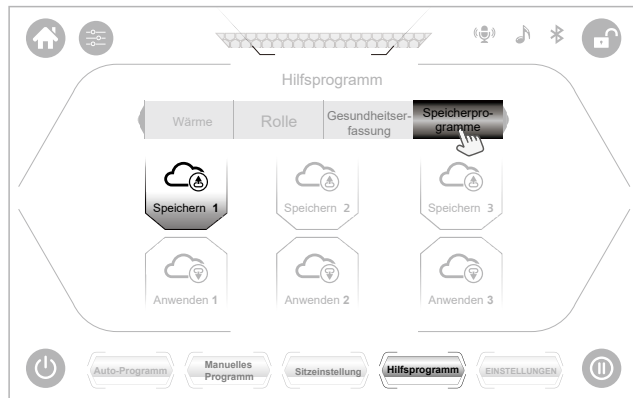 Hilfsprogramm
Wärme
Rolle
Gesundheitser-
fassung
Speicherpro-
gramme
Speichern 1
Speichern 2
Speichern 3
Anwenden 1
Anwenden 2
Anwenden 3
Auto-Programm
Manuelles
Programm
Sitzeinstellung
Hilfsprogramm
EINSTELLUNGEN